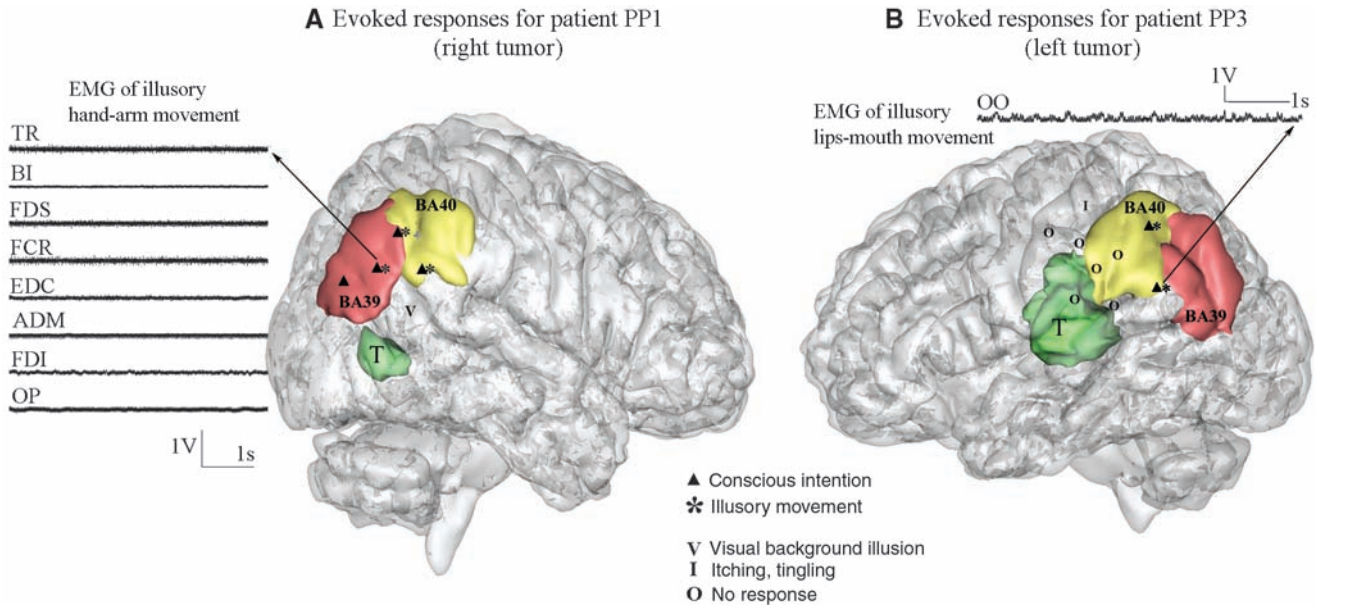 A Evoked responses for patient PP1
(right tumor)
EMG of illusory
hand-arm movement
TR
BI
FDS
FCR
EDC
ADM
FDI
OP
1V
1s
BA40
BA39
V
T
B Evoked responses for patient PP3
(left tumor)
EMG of illusory
lips-mouth movement
OO
1V
1s
I
BA40
O
O
O
O
O
O
T
BA39
▲ Conscious intention
* Illusory movement
V Visual background illusion
I Itching, tingling
O No response